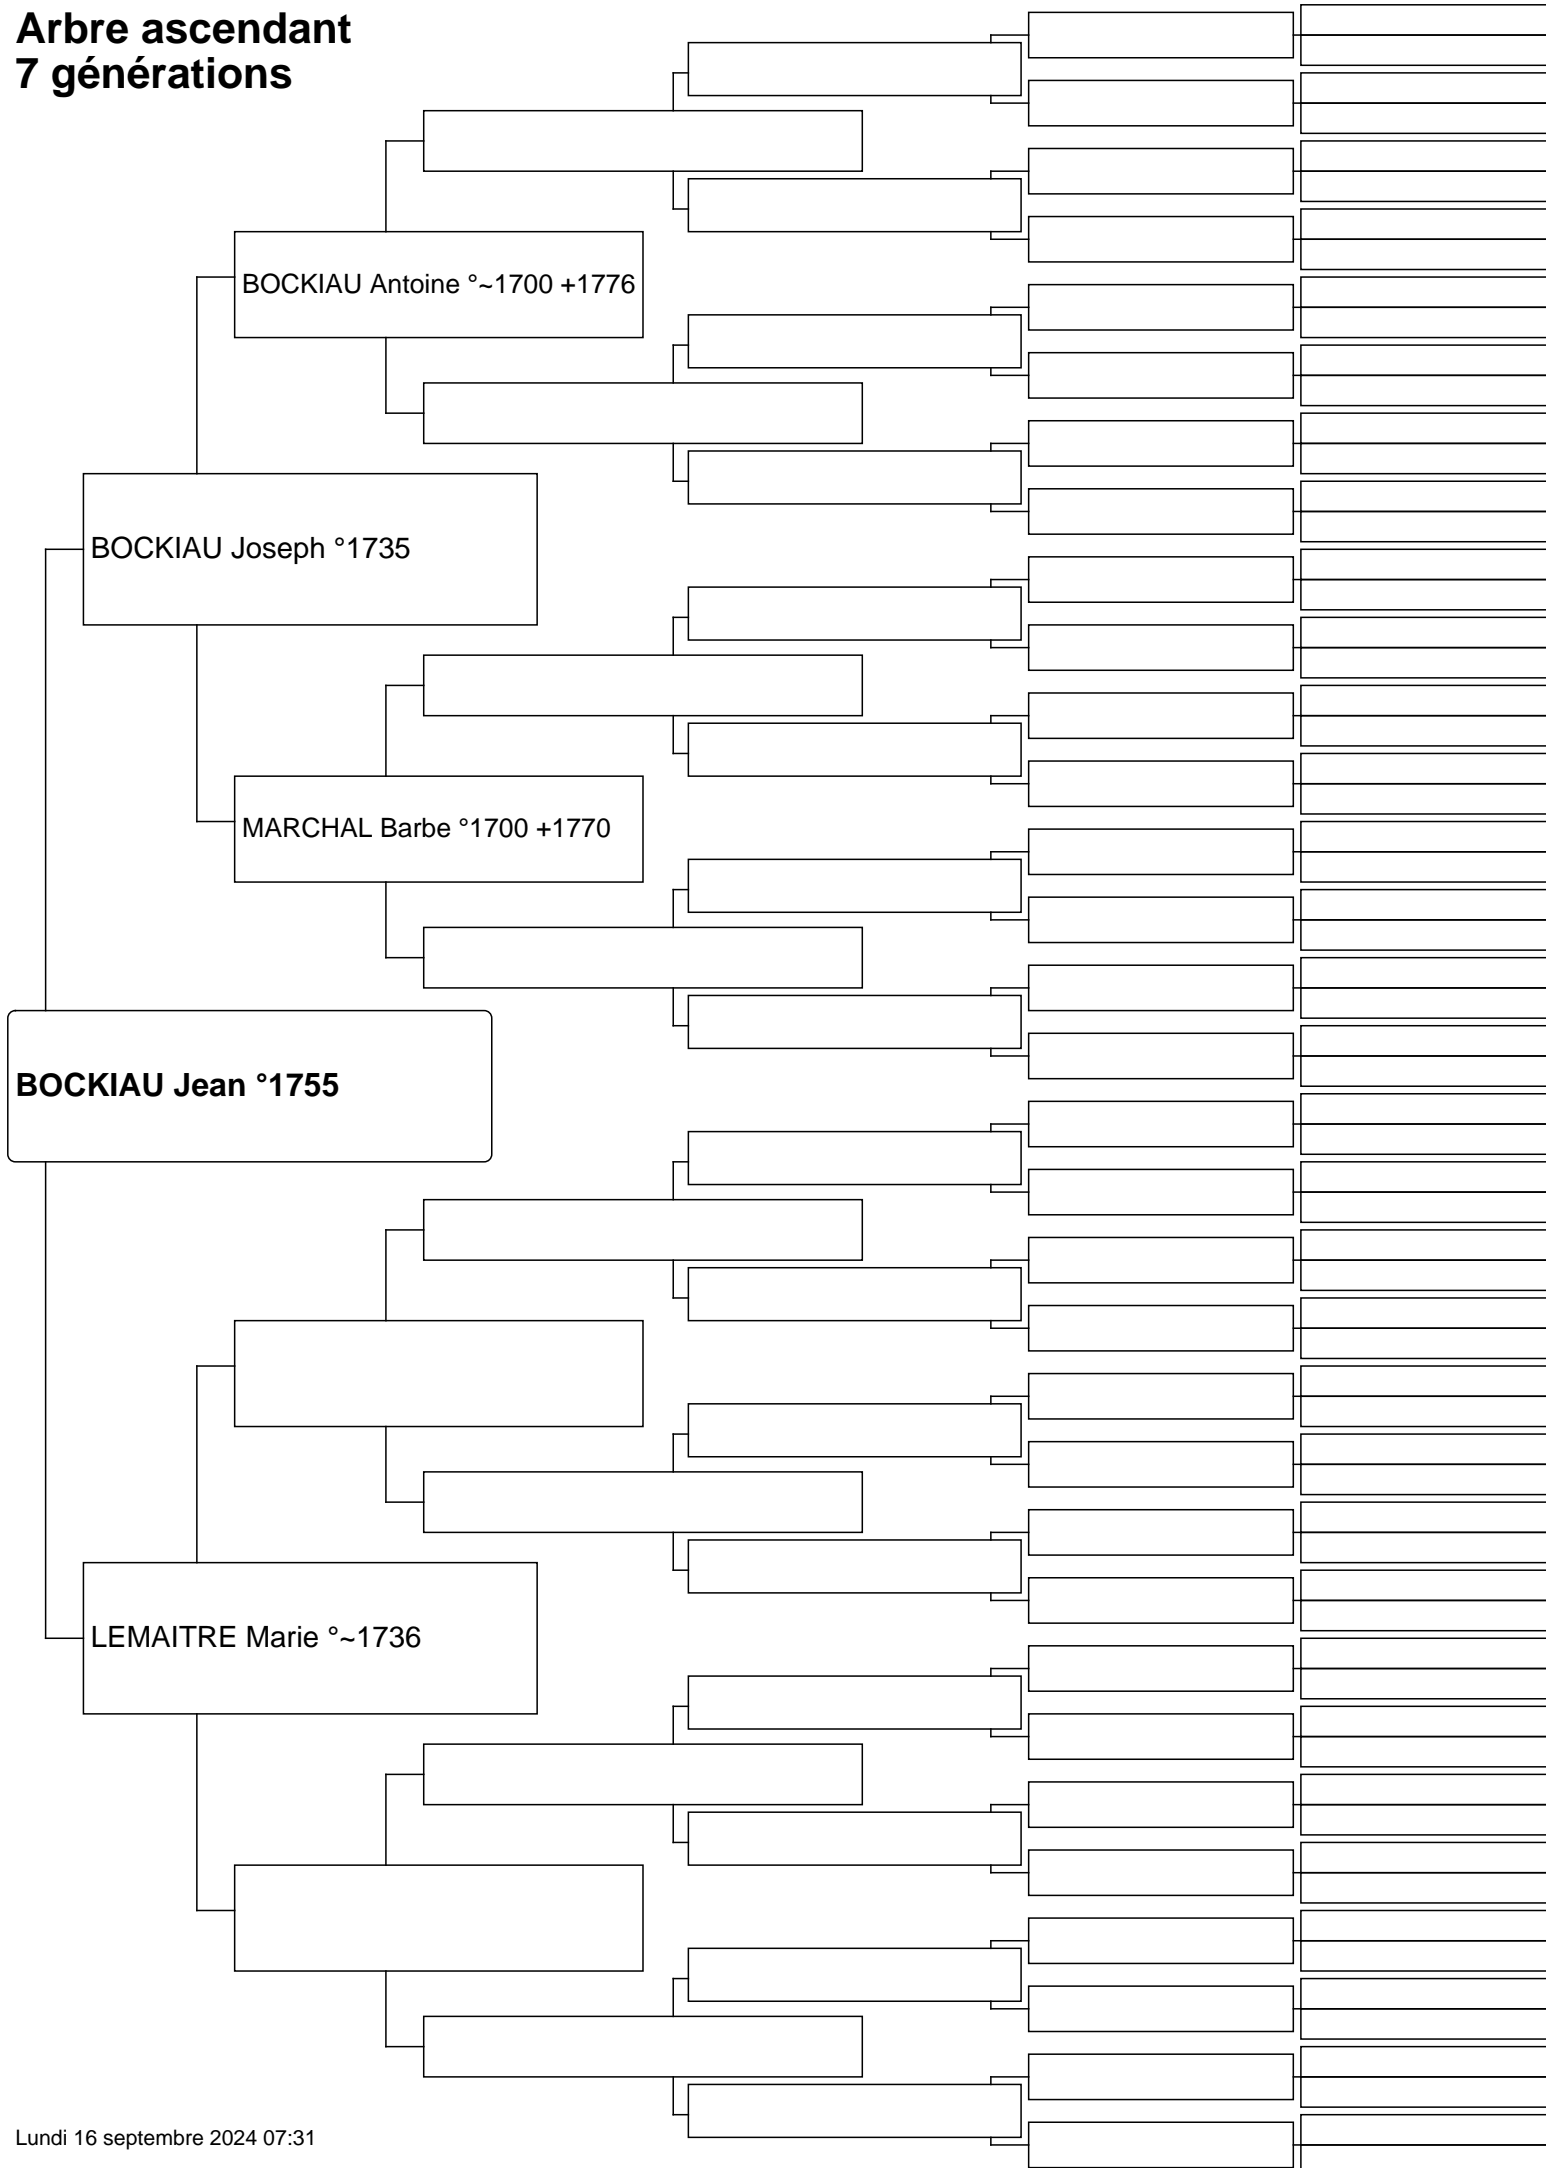 Arbre ascendant
7 générations
BOCKIAU Antoine °~1700 +1776
BOCKIAU Joseph °1735
MARCHAL Barbe °1700 +1770
BOCKIAU Jean °1755
LEMAITRE Marie °~1736
Lundi 16 septembre 2024 07:31